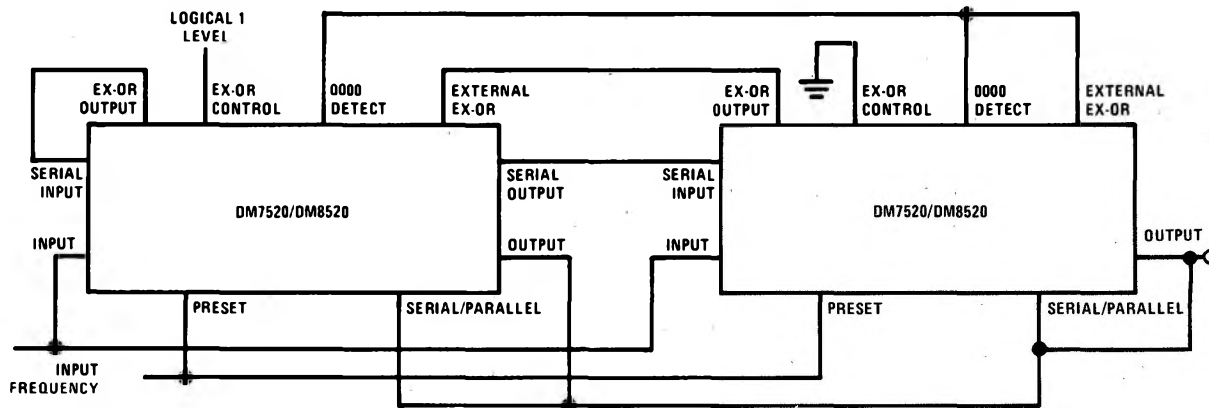 LOGICAL 1
LEVEL
EX-OR
OUTPUT
EX-OR
CONTROL
0000
DETECT
EXTERNAL
EX-OR
EX-OR
OUTPUT
EX-OR
CONTROL
0000
DETECT
EXTERNAL
EX-OR
SERIAL
INPUT
SERIAL
OUTPUT
SERIAL
INPUT
DM7520/DM8520
DM7520/DM8520
INPUT
OUTPUT
INPUT
OUTPUT
PRESET
SERIAL/PARALLEL
PRESET
SERIAL/PARALLEL
INPUT
FREQUENCY